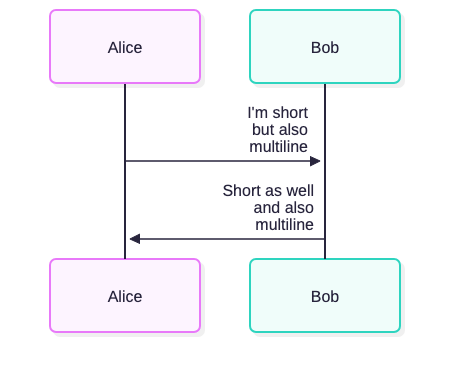 Alice
Bob
I'm short
but also
multiline
Short as well
and also
multiline
Alice
Bob